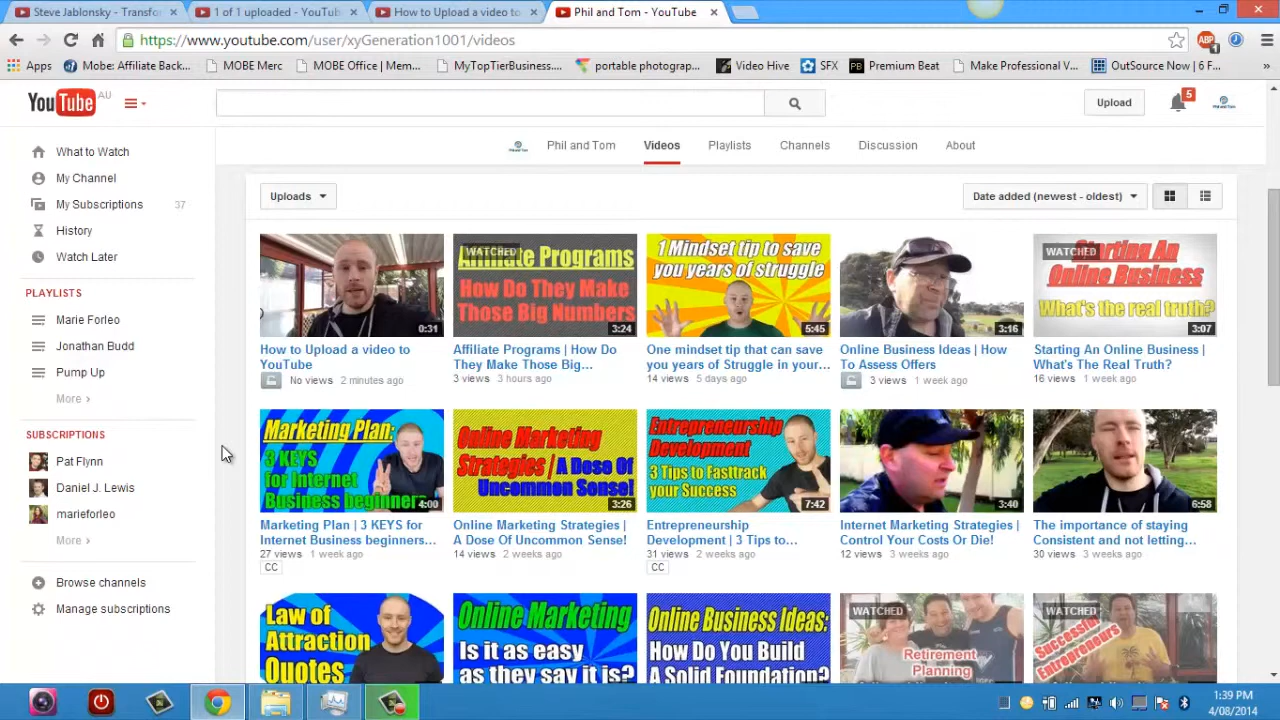 Steve Jablonsky - Transfo
1 of 1 uploaded - YouTub
How to Upload a video to
Phil and Tom - YouTube
https://www.youtube.com/user/xyGeneration1001/videos
ABP
1
Apps
Mobe: Affiliate Back...
MOBE Merc
MOBE Office | Mem...
MyTopTierBusiness...
portable photograp...
Video Hive
SFX
PB
Premium Beat
Make Professional V...
OutSource Now | 6 F...
»
YouTube AU
Upload
5
Phil and Tom
Videos
Playlists
Channels
Discussion
About
What to Watch
My Channel
My Subscriptions 37
History
Watch Later
PLAYLISTS
Marie Forleo
Jonathan Budd
Pump Up
More ›
SUBSCRIPTIONS
Pat Flynn
Daniel J. Lewis
marieforleo
More ›
Browse channels
Manage subscriptions
Uploads
Date added (newest - oldest)
0:31
How to Upload a video to
YouTube
No views 2 minutes ago
WATCHED
Affiliate Programs
How Do They Make
Those Big Numbers
3:24
Affiliate Programs | How Do
They Make Those Big...
3 views 3 hours ago
1 Mindset tip to save
you years of struggle
5:45
One mindset tip that can save
you years of Struggle in your...
14 views 5 days ago
3:16
Online Business Ideas | How
To Assess Offers
3 views 1 week ago
WATCHED
Starting An
Online Business
What's the real truth?
3:07
Starting An Online Business |
What's The Real Truth?
16 views 1 week ago
Marketing Plan:
3 KEYS
for Internet
Business beginners
4:00
Marketing Plan | 3 KEYS for
Internet Business beginners...
27 views 1 week ago
CC
Online Marketing
Strategies | A Dose Of
Uncommon Sense!
3:26
Online Marketing Strategies |
A Dose Of Uncommon Sense!
14 views 2 weeks ago
Entrepreneurship
Development
3 Tips to Fasttrack
your Success
7:42
Entrepreneurship
Development | 3 Tips to...
31 views 2 weeks ago
CC
3:40
Internet Marketing Strategies |
Control Your Costs Or Die!
12 views 3 weeks ago
6:58
The importance of staying
Consistent and not letting...
30 views 3 weeks ago
Law of
Attraction
Quotes
Online Marketing
Is it as easy
as they say it is?
Online Business Ideas:
How Do You Build
A Solid Foundation?
WATCHED
Retirement
Planning
WATCHED
Successful
Entrepreneurs
1:39 PM
4/08/2014